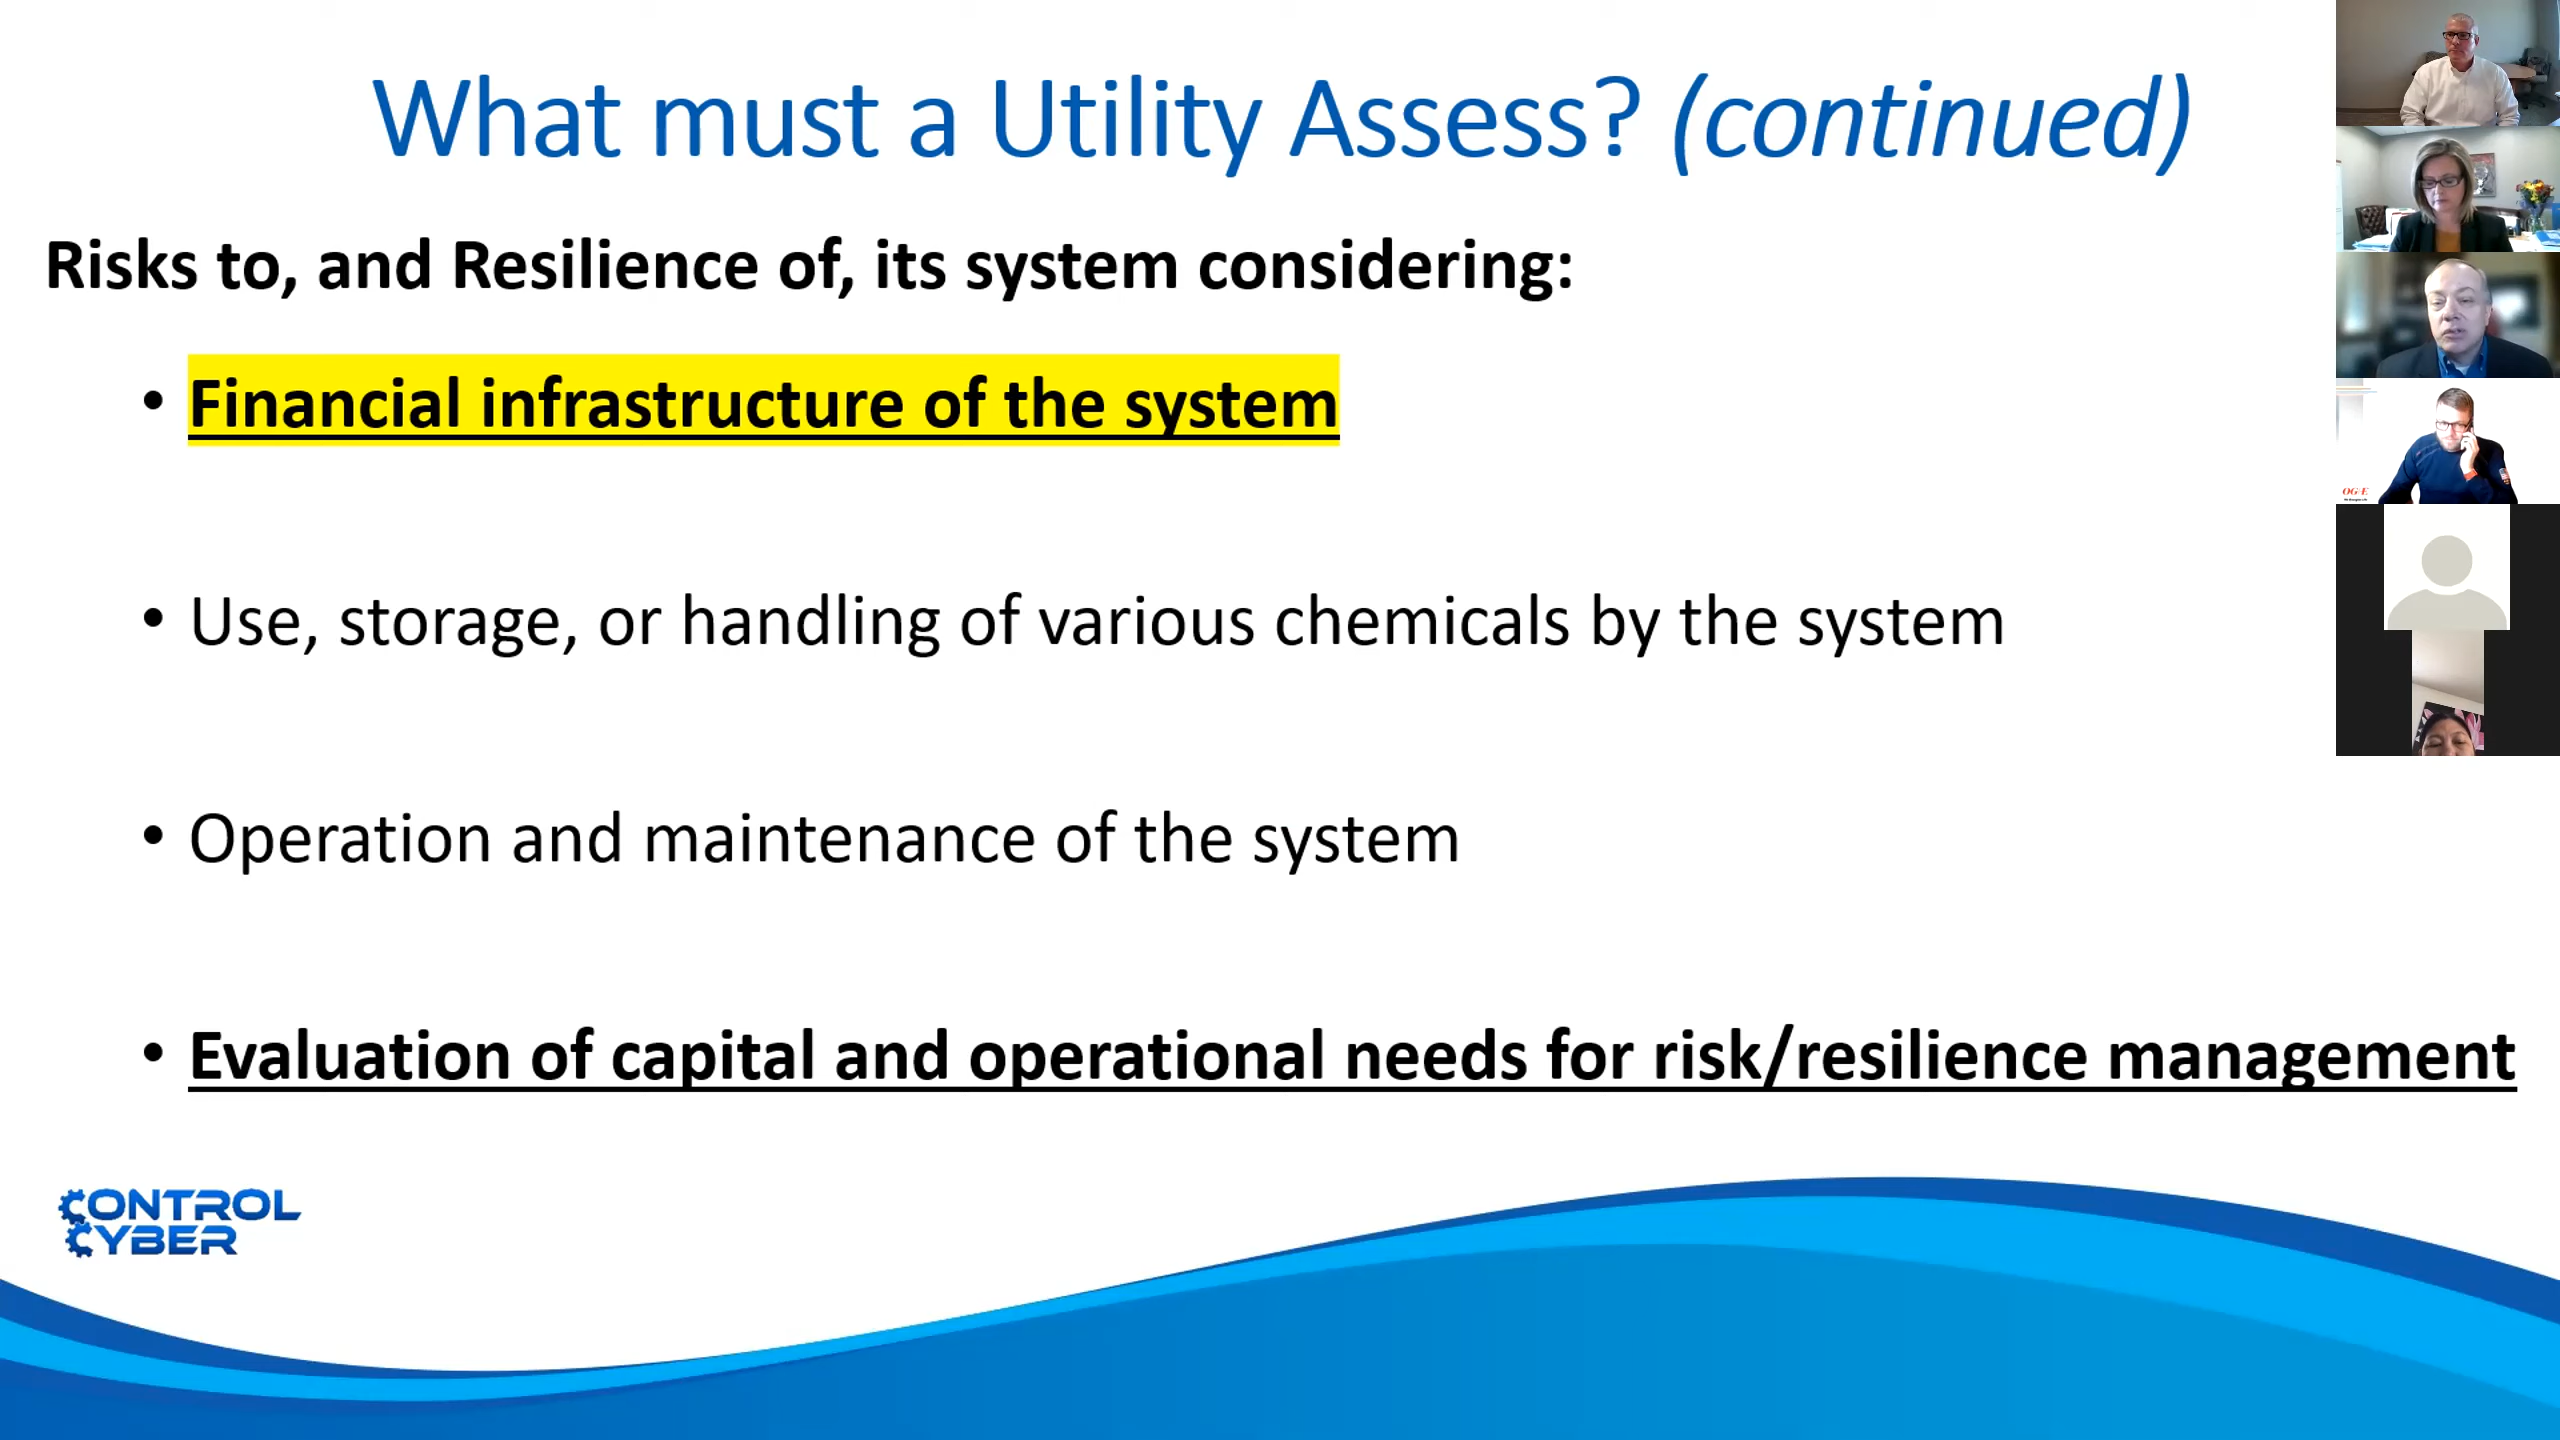 What must a Utility Assess? (continued)
Risks to, and Resilience of, its system considering:
• Financial infrastructure of the system
• Use, storage, or handling of various chemicals by the system
• Operation and maintenance of the system
• Evaluation of capital and operational needs for risk/resilience management
CONTROL
CYBER
OG&E